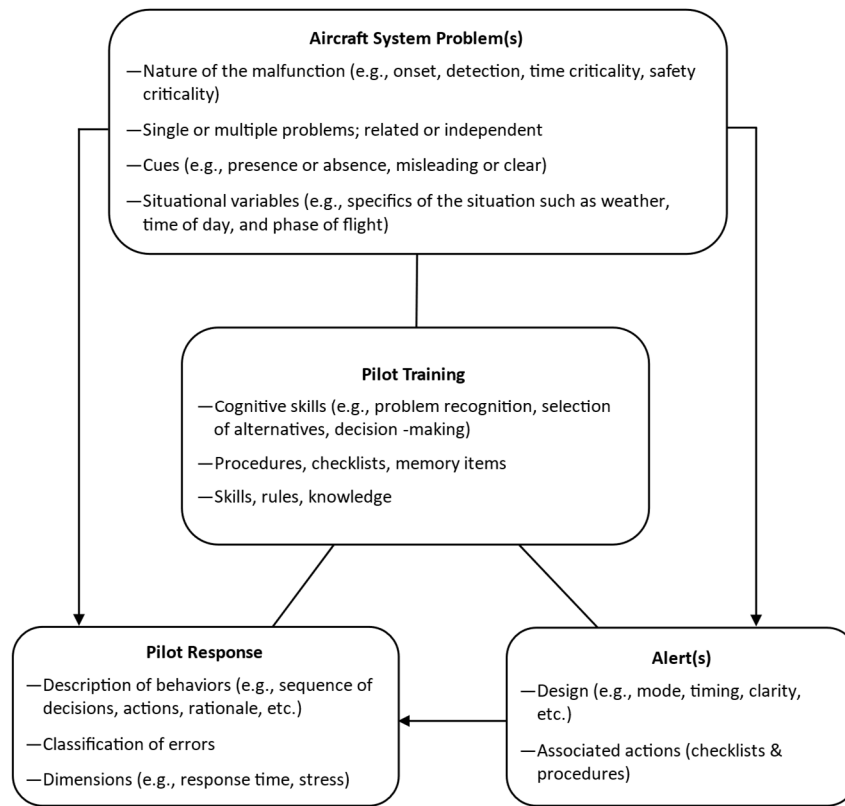 Aircraft System Problem(s)
—Nature of the malfunction (e.g., onset, detection, time criticality, safety
criticality)
—Single or multiple problems; related or independent
—Cues (e.g., presence or absence, misleading or clear)
—Situational variables (e.g., specifics of the situation such as weather,
time of day, and phase of flight)
Pilot Training
—Cognitive skills (e.g., problem recognition, selection
of alternatives, decision -making)
—Procedures, checklists, memory items
—Skills, rules, knowledge
Pilot Response
—Description of behaviors (e.g., sequence of
decisions, actions, rationale, etc.)
—Classification of errors
—Dimensions (e.g., response time, stress)
Alert(s)
—Design (e.g., mode, timing, clarity,
etc.)
—Associated actions (checklists &
procedures)